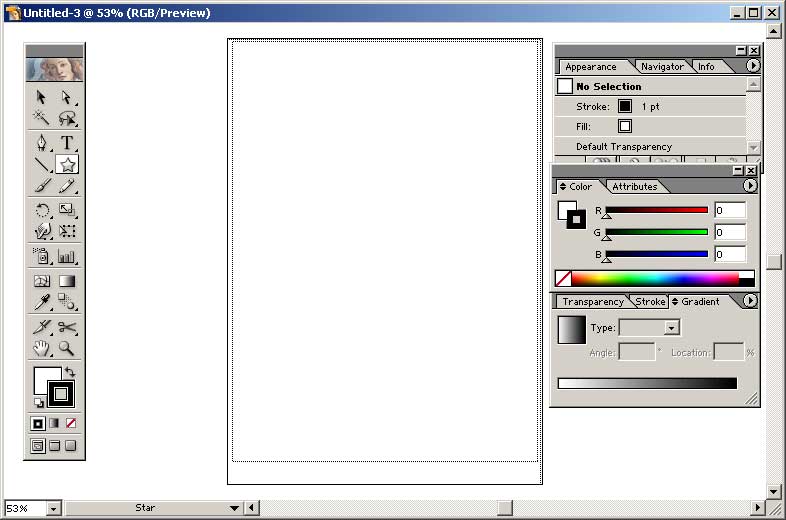 Untitled-3 @ 53% (RGB/Preview)
Appearance Navigator Info
No Selection
Stroke: 1 pt
Fill:
Default Transparency
Color Attributes
R 0
G 0
B 0
Transparency Stroke Gradient
Type:
Angle: ° Location: %
T
53% Star